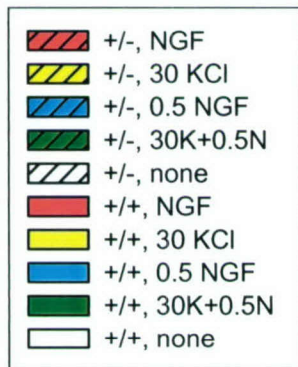 +/-, NGF
+/-, 30 KCl
+/-, 0.5 NGF
+/-, 30K+0.5N
+/-, none
+/+, NGF
+/+, 30 KCl
+/+, 0.5 NGF
+/+, 30K+0.5N
+/+, none